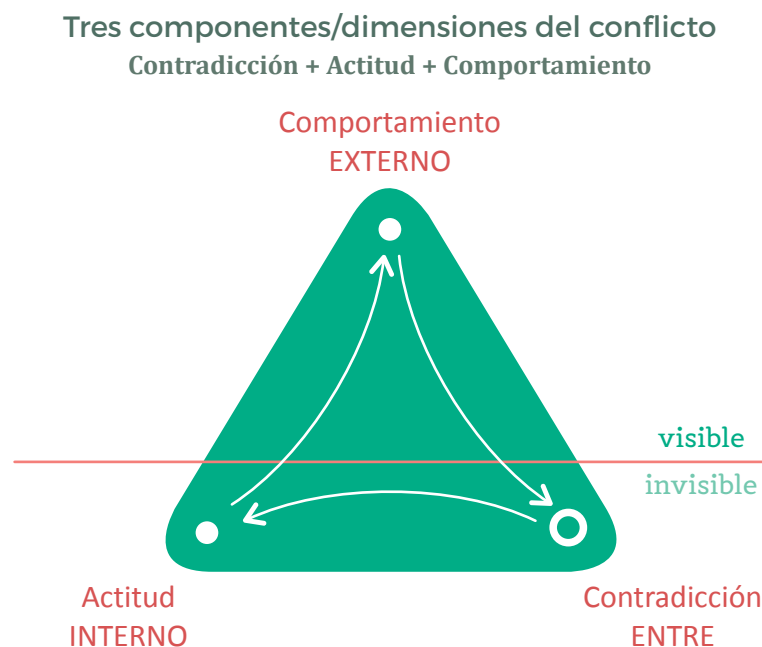 Tres componentes/dimensiones del conflicto
Contradicción + Actitud + Comportamiento
Comportamiento
EXTERNO
visible
invisible
Actitud
INTERNO
Contradicción
ENTRE